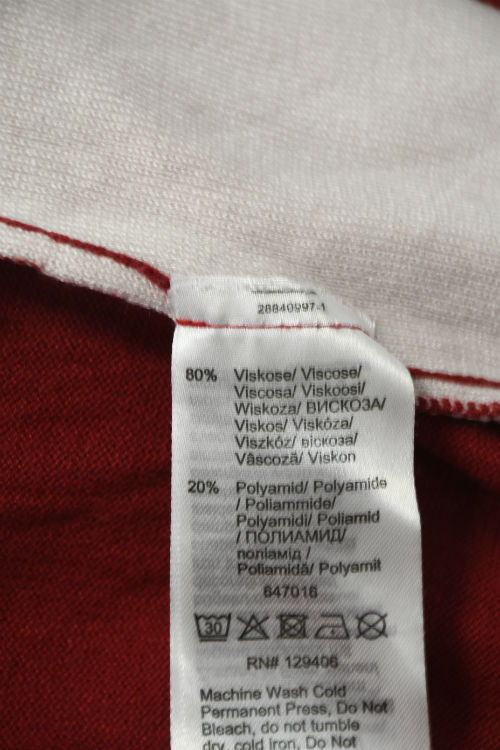 28840997-1
80% Viskose/ Viscose/
Viscosa/ Viskoosi/
Wiskoza/ ВИСКОЗА/
Viskos/ Viskóza/
Viszkóz/ віскоза/
Vâscoză/ Viskon
20% Polyamid/ Polyamide
/ Poliammide/
Polyamidi/ Poliamid
/ ПОЛИАМИД/
поліамід /
Poliamidă/ Polyamit
647016
30
RN# 129406
Machine Wash Cold
Permanent Press, Do Not
Bleach, do not tumble
dry, cold iron, Do Not